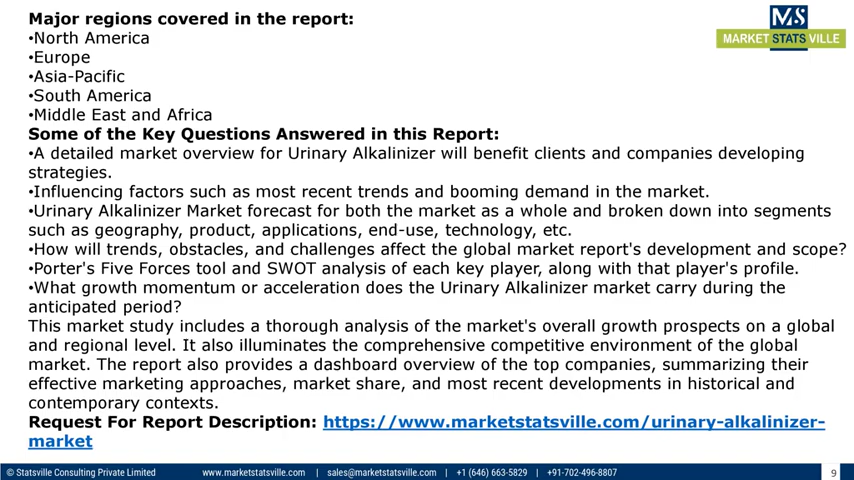 Major regions covered in the report:
•North America
•Europe
•Asia-Pacific
•South America
•Middle East and Africa
Some of the Key Questions Answered in this Report:
•A detailed market overview for Urinary Alkalinizer will benefit clients and companies developing
strategies.
•Influencing factors such as most recent trends and booming demand in the market.
•Urinary Alkalinizer Market forecast for both the market as a whole and broken down into segments
such as geography, product, applications, end-use, technology, etc.
•How will trends, obstacles, and challenges affect the global market report's development and scope?
•Porter's Five Forces tool and SWOT analysis of each key player, along with that player's profile.
•What growth momentum or acceleration does the Urinary Alkalinizer market carry during the
anticipated period?
This market study includes a thorough analysis of the market's overall growth prospects on a global
and regional level. It also illuminates the comprehensive competitive environment of the global
market. The report also provides a dashboard overview of the top companies, summarizing their
effective marketing approaches, market share, and most recent developments in historical and
contemporary contexts.
Request For Report Description: https://www.marketstatsville.com/urinary-alkalinizer-
market
MS
MARKET STATS VILLE
© Statsville Consulting Private Limited www.marketstatsville.com | sales@marketstatsville.com | +1 (646) 663-5829 | +91-702-496-8807
9